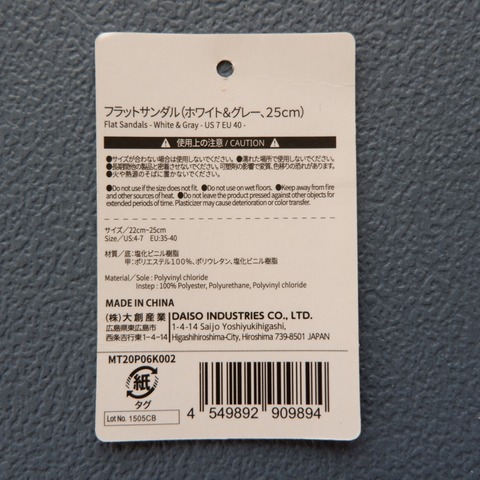 フラットサンダル(ホワイト&グレー、25cm)
Flat Sandals - White & Gray - US 7 EU 40 -
使用上の注意 / CAUTION
●サイズが合わない場合は使用しないでください。●濡れた場所で使用しないでください。
●長期間他の製品と密着させないでください。可塑剤の影響で変質、色移りの恐れがあります。
●火や熱源のそばに置かないでください。
●Do not use if the size does not fit. ●Do not use on wet floors. ●Keep away from fire
and other sources of heat. ●Do not leave the product pressed against other objects for
extended periods of time. Plasticizer may cause deterioration or color transfer.
サイズ/22cm~25cm
Size/US:4-7 EU:35-40
材質/底:塩化ビニル樹脂
甲:ポリエステル100%、ポリウレタン、塩化ビニル樹脂
Material/Sole : Polyvinyl chloride
Instep : 100% Polyester, Polyurethane, Polyvinyl chloride
MADE IN CHINA
(株)大創産業
広島県東広島市
西条吉行東1-4-14
DAISO INDUSTRIES CO., LTD.
1-4-14 Saijo Yoshiyukihigashi,
Higashihiroshima-City, Hiroshima 739-8501 JAPAN
MT20P06K002
紙
タグ
Lot No. 1505CB
4 549892 909894